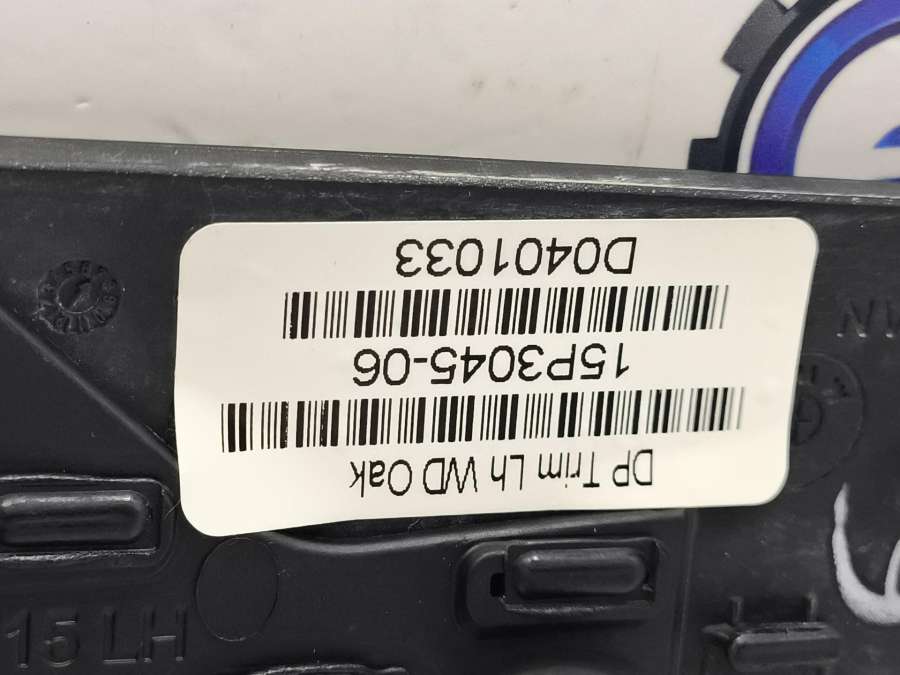 DP Trim Lh WD Oak
15P3045-06
D0401033
15 LH